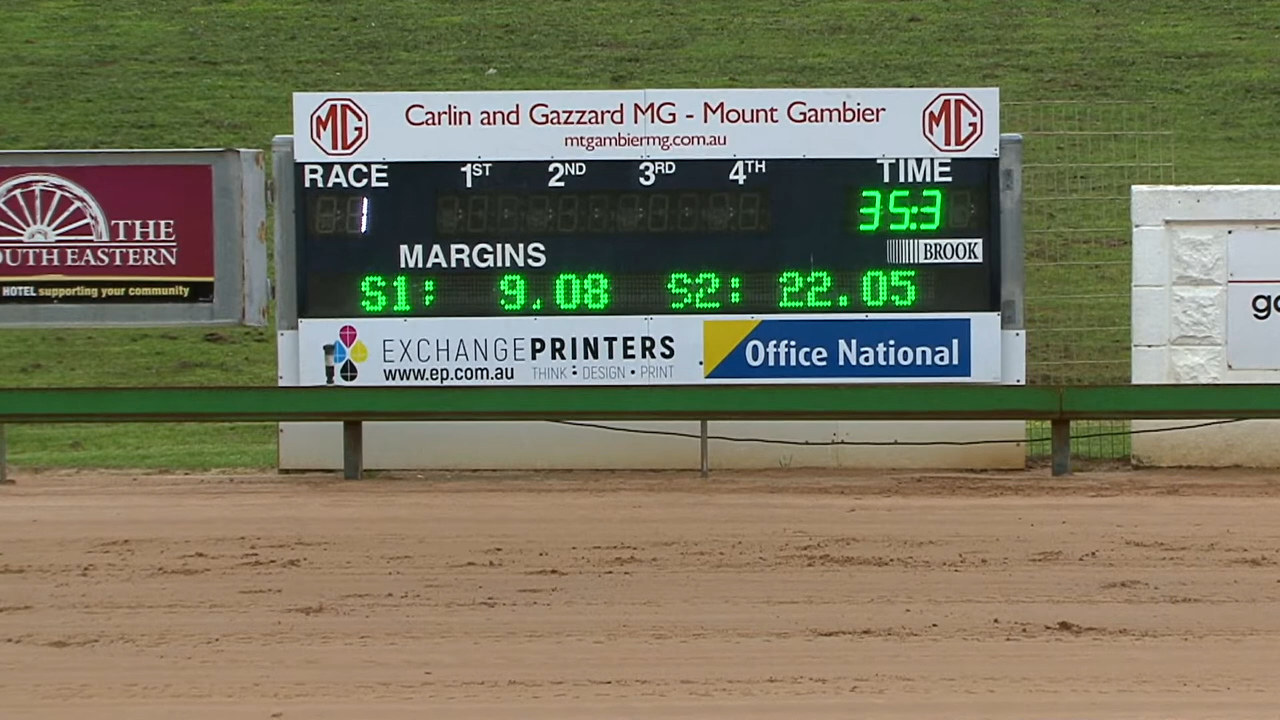 MG
Carlin and Gazzard MG - Mount Gambier
mtgambiermg.com.au
MG
RACE 1ST 2ND 3RD 4TH TIME
1 35:3
MARGINS
BROOK
S1: 9.08 S2: 22.05
EXCHANGEPRINTERS
www.ep.com.au THINK : DESIGN • PRINT
Office National
THE
OUTH EASTERN
HOTEL supporting your community
go